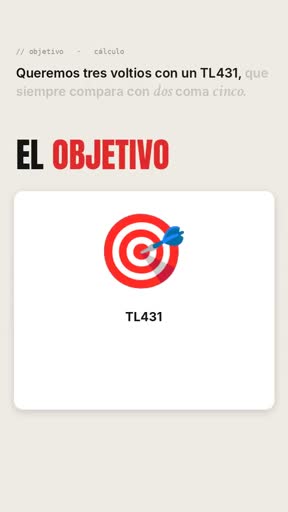 // objetivo - cálculo
Queremos tres voltios con un TL431, que
siempre compara con dos coma cinco.
EL OBJETIVO
TL431